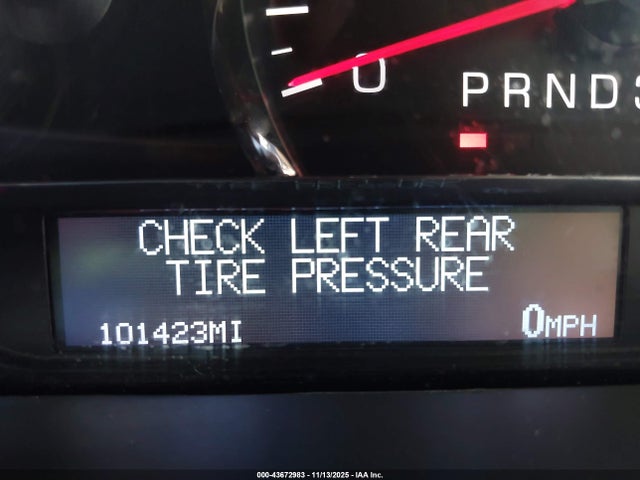 0
PRND3
CHECK LEFT REAR
TIRE PRESSURE
101423MI 0MPH
000-43672983 - 11/13/2025 - IAA Inc.